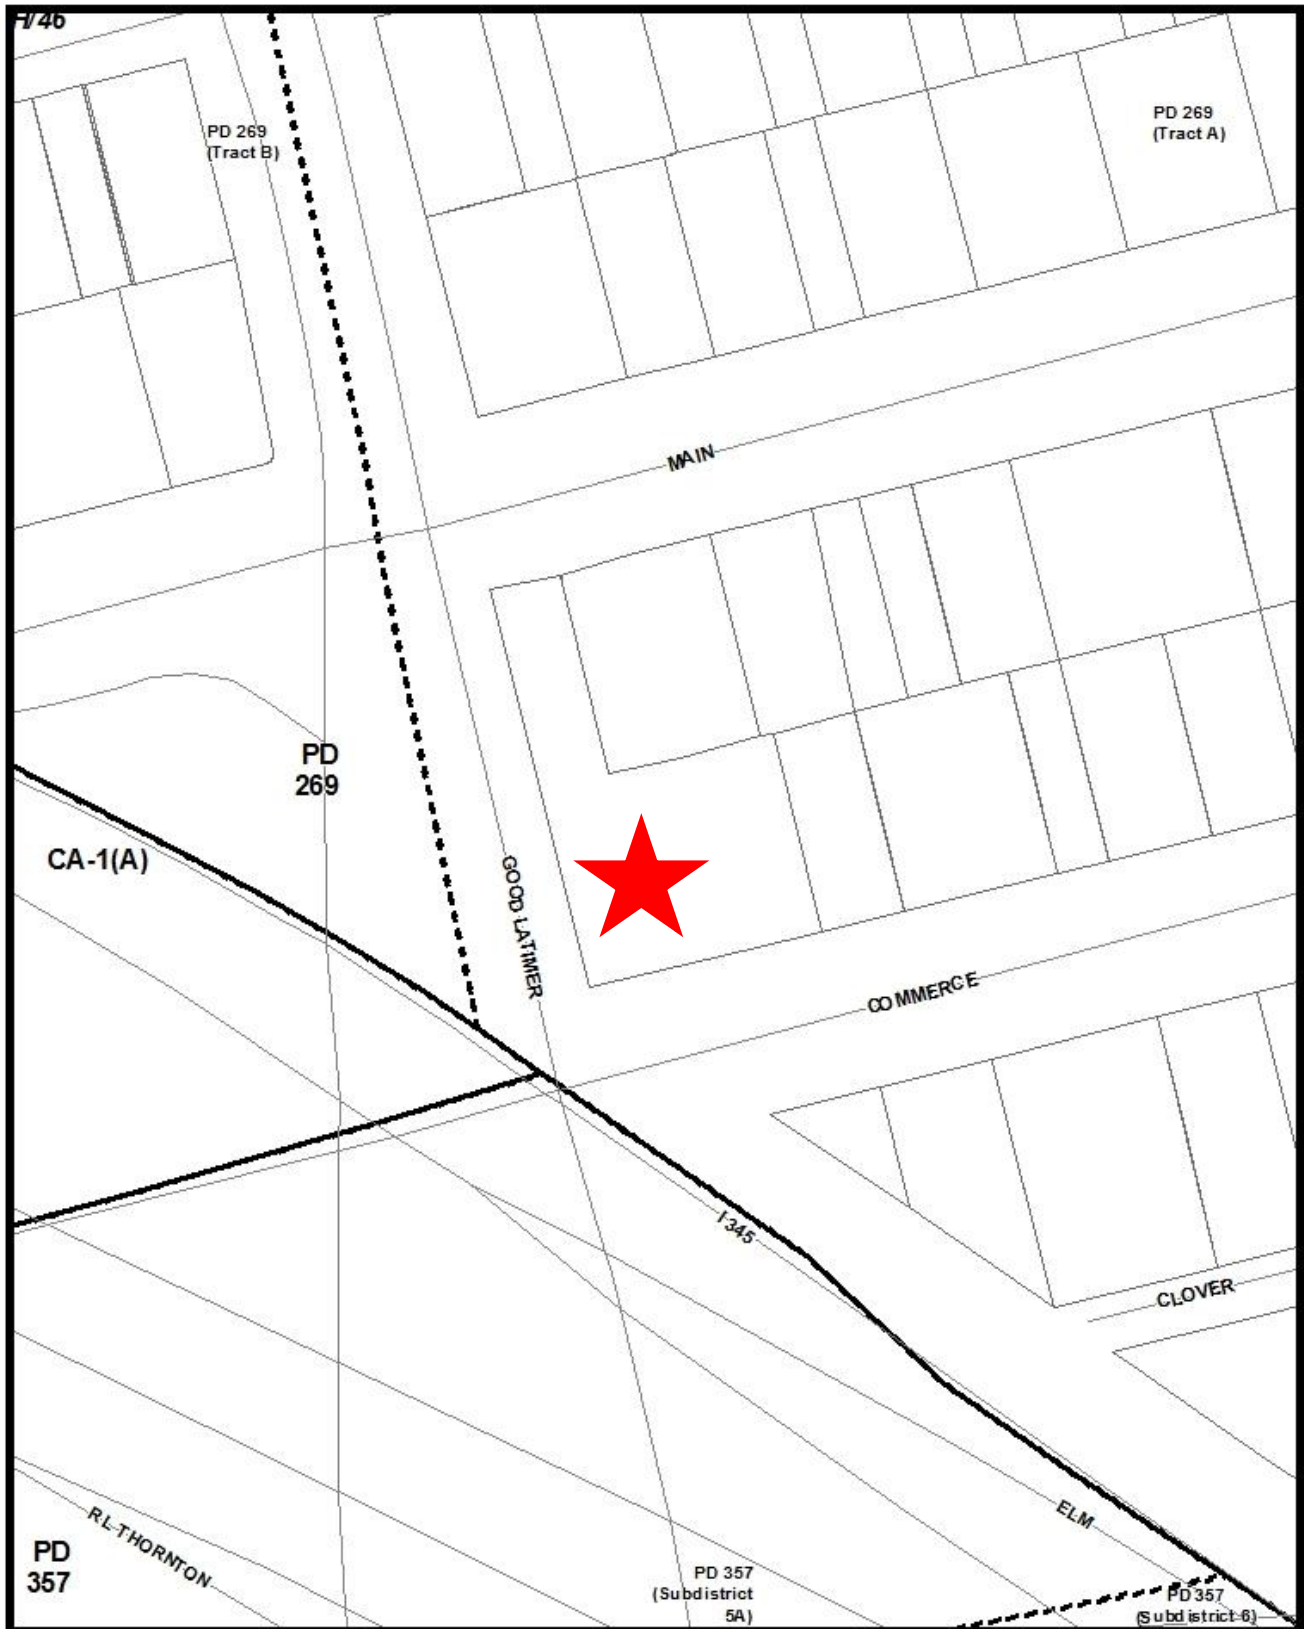 H/46
PD 269
(Tract B)
PD 269
(Tract A)
MAIN
PD
269
CA-1(A)
GOOD LATIMER
COMMERCE
I 345
CLOVER
ELM
R L THORNTON
PD
357
PD 357
(Subdistrict
5A)
PD 357
(Subdistrict 6)